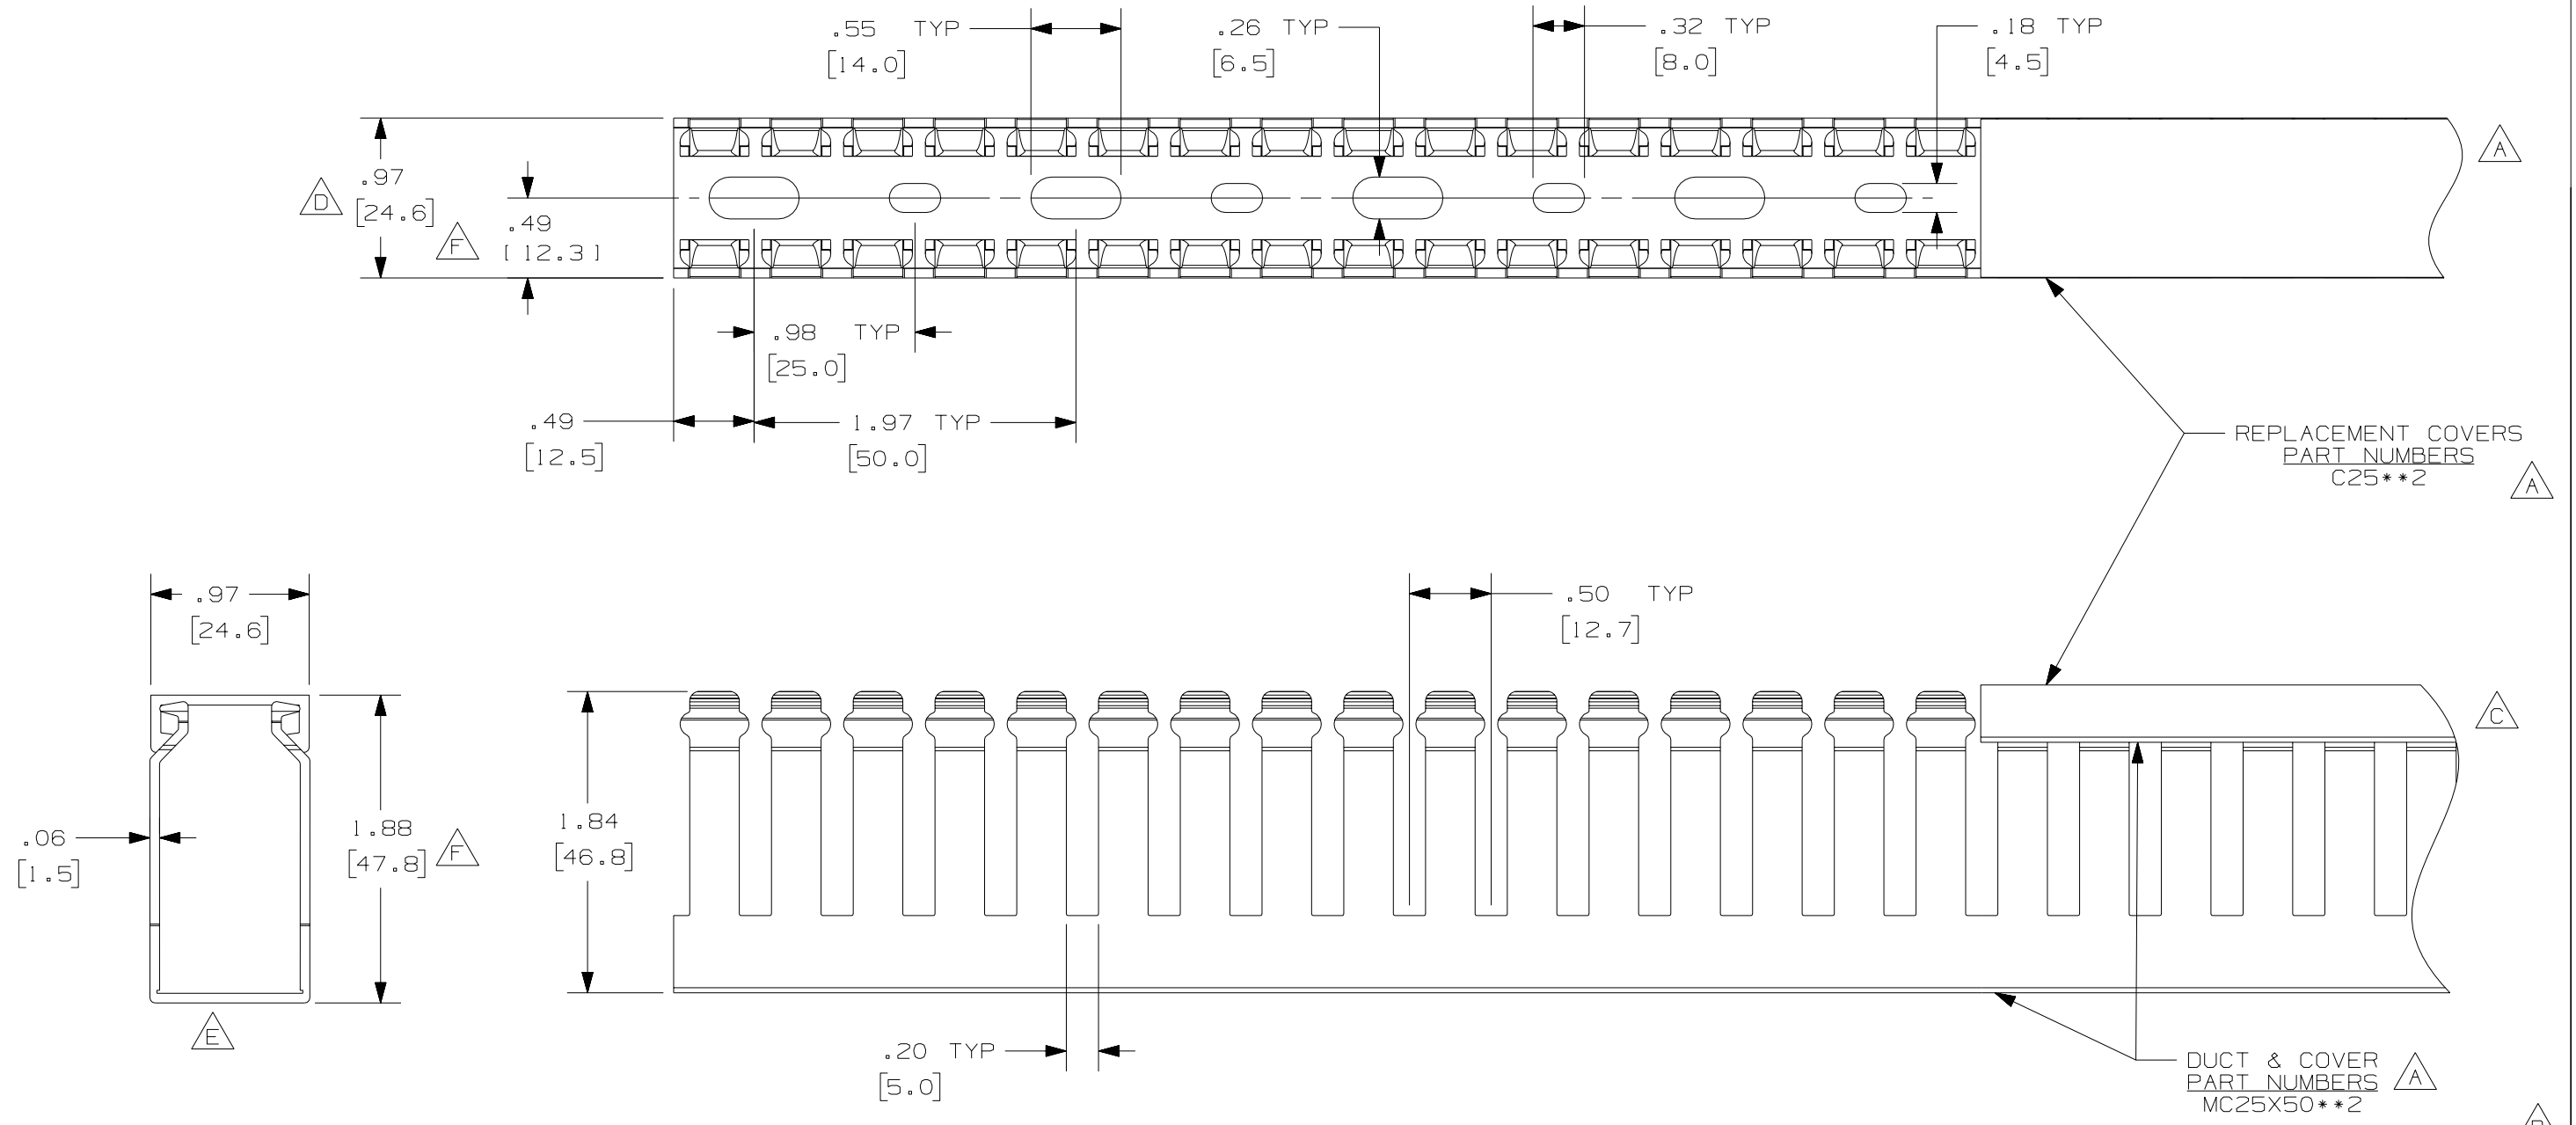 .55 TYP
[14.0]
.26 TYP
[6.5]
.32 TYP
[8.0]
.18 TYP
[4.5]
A
D
.97
[24.6]
F
.49
[12.3]
.98 TYP
[25.0]
.49
[12.5]
1.97 TYP
[50.0]
REPLACEMENT COVERS
PART NUMBERS
C25**2
A
.97
[24.6]
.50 TYP
[12.7]
C
.06
[1.5]
1.88
[47.8]
F
1.84
[46.8]
E
.20 TYP
[5.0]
DUCT & COVER
PART NUMBERS
MC25X50**2
A